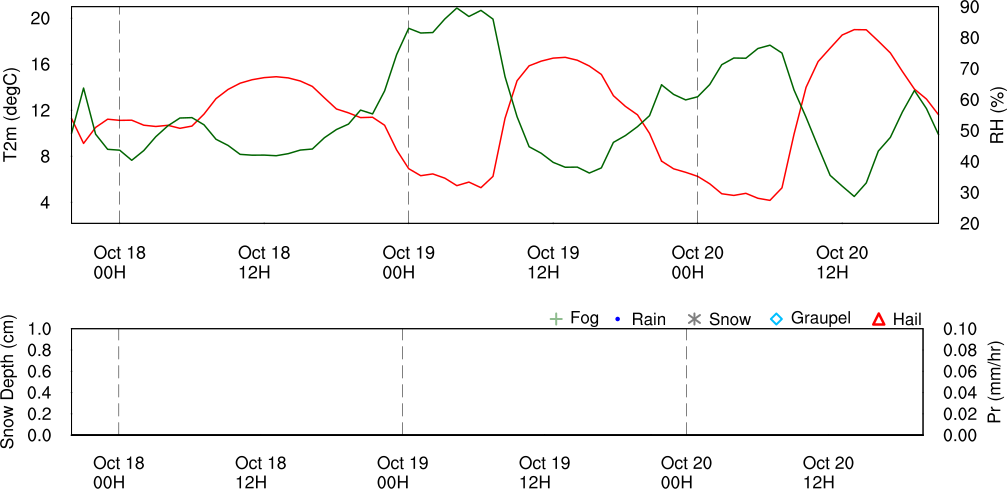 T2m (degC)
20
16
12
8
4
90
80
70
60
50
40
30
20
RH (%)
Oct 18 Oct 18 Oct 19 Oct 19 Oct 20 Oct 20
00H 12H 00H 12H 00H 12H
Fog Rain Snow Graupel Hail
Snow Depth (cm)
1.0
0.8
0.6
0.4
0.2
0.0
0.10
0.08
0.06
0.04
0.02
0.00
Pr (mm/hr)
Oct 18 Oct 18 Oct 19 Oct 19 Oct 20 Oct 20
00H 12H 00H 12H 00H 12H